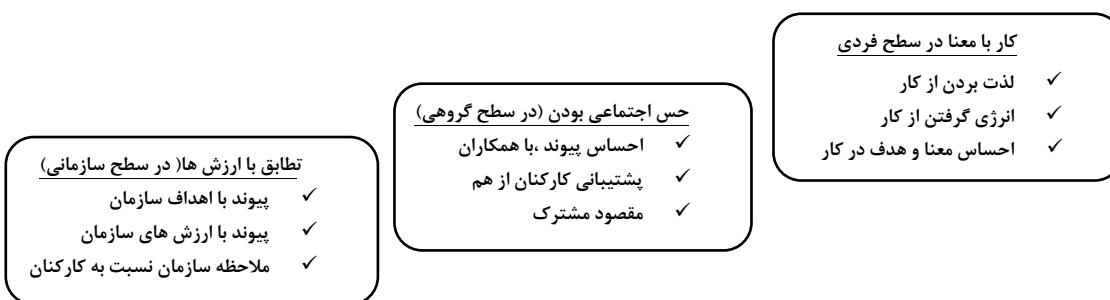 کار با معنا در سطح فردی
✓ لذت بردن از کار
✓ انرژی گرفتن از کار
✓ احساس معنا و هدف در کار
حس اجتماعی بودن (در سطح گروهی)
✓ احساس پیوند ،با همکاران
✓ پشتیبانی کارکنان از هم
✓ مقصود مشترک
تطابق با ارزش ها( در سطح سازمانی)
✓ پیوند با اهداف سازمان
✓ پیوند با ارزش های سازمان
✓ ملاحظه سازمان نسبت به کارکنان